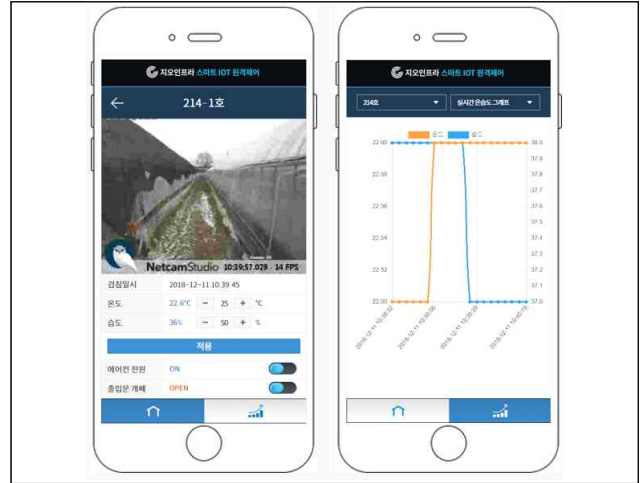 지오인프라 스마트 IOT 원격제어
214-1호
NetcamStudio 10:39:57.029 - 14 FPS
검침일시 2018-12-11 10:39:45
온도 22.6℃ − 25 + ℃
습도 36% − 50 + %
적용
에어컨 전원 ON
출입문 개폐 OPEN
지오인프라 스마트 IOT 원격제어
214호 실시간 온습도 그래프
온도 습도
22.60 38.0
37.9
22.58 37.8
37.7
22.56 37.6
37.5
22.54 37.4
37.3
22.52 37.2
37.1
22.50 37.0